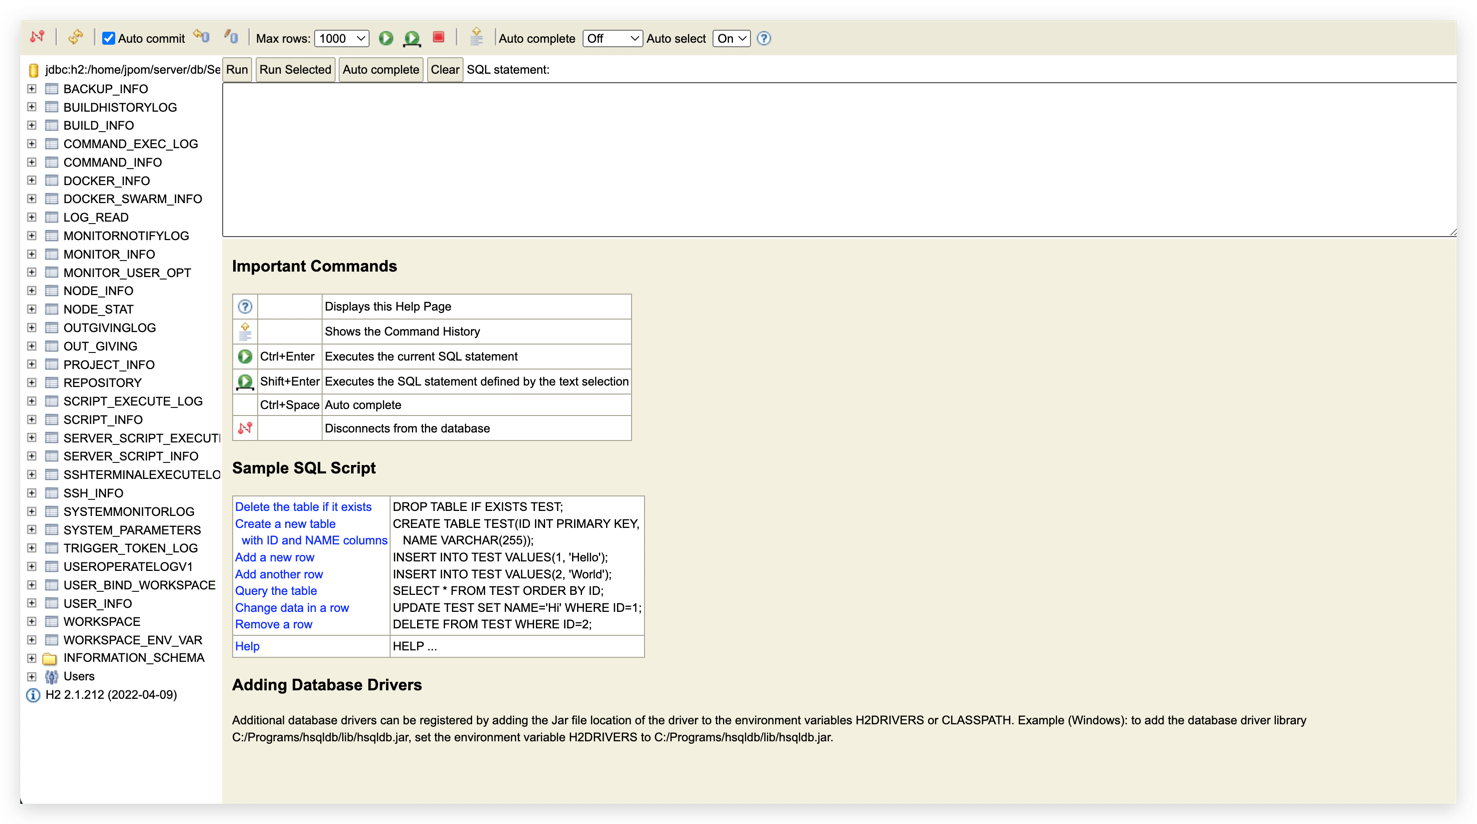 Auto commit Max rows: 1000 Auto complete Off Auto select On
jdbc:h2:/home/jpom/server/db/Se
BACKUP_INFO
BUILDHISTORYLOG
BUILD_INFO
COMMAND_EXEC_LOG
COMMAND_INFO
DOCKER_INFO
DOCKER_SWARM_INFO
LOG_READ
MONITORNOTIFYLOG
MONITOR_INFO
MONITOR_USER_OPT
NODE_INFO
NODE_STAT
OUTGIVINGLOG
OUT_GIVING
PROJECT_INFO
REPOSITORY
SCRIPT_EXECUTE_LOG
SCRIPT_INFO
SERVER_SCRIPT_EXECUTI
SERVER_SCRIPT_INFO
SSHTERMINALEXECUTELO
SSH_INFO
SYSTEMMONITORLOG
SYSTEM_PARAMETERS
TRIGGER_TOKEN_LOG
USEROPERATELOGV1
USER_BIND_WORKSPACE
USER_INFO
WORKSPACE
WORKSPACE_ENV_VAR
INFORMATION_SCHEMA
Users
H2 2.1.212 (2022-04-09)
Run Run Selected Auto complete Clear SQL statement:
Important Commands
Displays this Help Page
Shows the Command History
Ctrl+Enter Executes the current SQL statement
Shift+Enter Executes the SQL statement defined by the text selection
Ctrl+Space Auto complete
Disconnects from the database
Sample SQL Script
Delete the table if it exists DROP TABLE IF EXISTS TEST;
Create a new table CREATE TABLE TEST(ID INT PRIMARY KEY,
with ID and NAME columns NAME VARCHAR(255));
Add a new row INSERT INTO TEST VALUES(1, 'Hello');
Add another row INSERT INTO TEST VALUES(2, 'World');
Query the table SELECT * FROM TEST ORDER BY ID;
Change data in a row UPDATE TEST SET NAME='Hi' WHERE ID=1;
Remove a row DELETE FROM TEST WHERE ID=2;
Help HELP ...
Adding Database Drivers
Additional database drivers can be registered by adding the Jar file location of the driver to the environment variables H2DRIVERS or CLASSPATH. Example (Windows): to add the database driver library
C:/Programs/hsqldb/lib/hsqldb.jar, set the environment variable H2DRIVERS to C:/Programs/hsqldb/lib/hsqldb.jar.